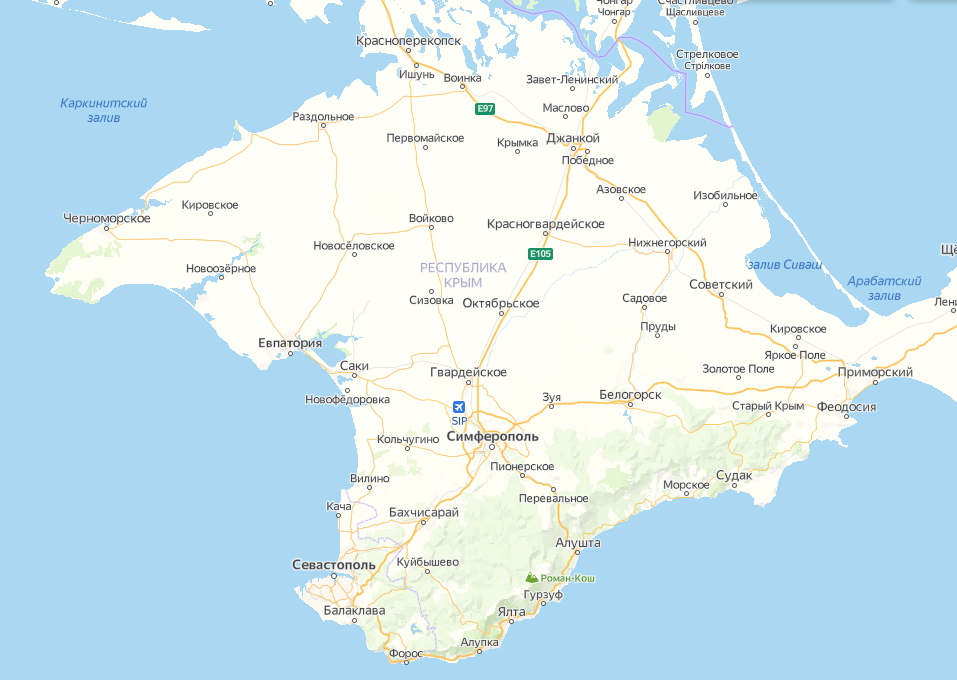 Чонгар
Чонгар
Счастливцево
Щасливцеве
Красноперекопск
Стрелковое
Стрілкове
Ишунь
Воинка
Завет-Ленинский
Каркинитский
залив
E97
Маслово
Раздольное
Первомайское
Крымка
Джанкой
Победное
Азовское
Изобильное
Кировское
Черноморское
Войково
Красногвардейское
Новосёловское
Нижнегорский
E105
Новоозёрное
РЕСПУБЛИКА
КРЫМ
залив Сиваш
Арабатский
залив
Советский
Сизовка
Октябрьское
Садовое
Пруды
Кировское
Евпатория
Яркое Поле
Саки
Гвардейское
Золотое Поле
Приморский
Новофёдоровка
Зуя
Белогорск
Старый Крым
Феодосия
SIP
Симферополь
Кольчугино
Пионерское
Вилино
Судак
Морское
Перевальное
Кача
Бахчисарай
Алушта
Севастополь
Куйбышево
Роман-Кош
Гурзуф
Балаклава
Ялта
Алупка
Форос